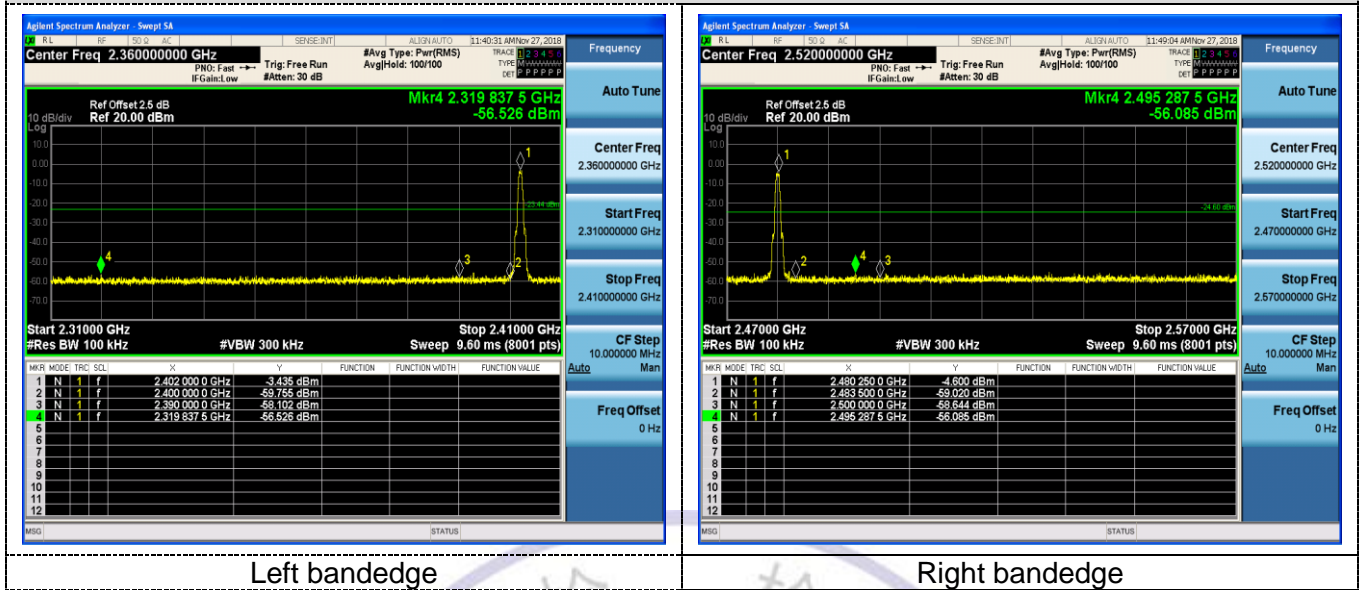 Agilent Spectrum Analyzer - Swept SA
RL RF 50 Ω AC SENSE:INT ALIGN AUTO 11:40:31 AM Nov 27, 2018
Center Freq 2.360000000 GHz #Avg Type: Pwr(RMS) TRACE 1 2 3 4 5 6
PNO: Fast Trig: Free Run Avg|Hold: 100/100 TYPE M
IFGain:Low #Atten: 30 dB DET P P P P P P
Mkr4 2.319 837 5 GHz
Ref Offset 2.5 dB
10 dB/div Ref 20.00 dBm -56.526 dBm
Log
10.0
0.00
-10.0
-20.0
-23.44 dBm
-30.0
-40.0
-50.0
-60.0
-70.0
1
2
3
4
Start 2.31000 GHz Stop 2.41000 GHz
#Res BW 100 kHz #VBW 300 kHz Sweep 9.60 ms (8001 pts)
MKR MODE TRC SCL X Y FUNCTION FUNCTION WIDTH FUNCTION VALUE
1 N 1 f 2.402 000 0 GHz -3.435 dBm
2 N 1 f 2.400 000 0 GHz -59.755 dBm
3 N 1 f 2.390 000 0 GHz -58.102 dBm
4 N 1 f 2.319 837 5 GHz -56.526 dBm
5
6
7
8
9
10
11
12
MSG STATUS
Frequency
Auto Tune
Center Freq
2.360000000 GHz
Start Freq
2.310000000 GHz
Stop Freq
2.410000000 GHz
CF Step
10.000000 MHz
Auto Man
Freq Offset
0 Hz
Left bandedge
Agilent Spectrum Analyzer - Swept SA
RL RF 50 Ω AC SENSE:INT ALIGN AUTO 11:49:04 AM Nov 27, 2018
Center Freq 2.520000000 GHz #Avg Type: Pwr(RMS) TRACE 1 2 3 4 5 6
PNO: Fast Trig: Free Run Avg|Hold: 100/100 TYPE M
IFGain:Low #Atten: 30 dB DET P P P P P P
Mkr4 2.495 287 5 GHz
Ref Offset 2.5 dB
10 dB/div Ref 20.00 dBm -56.085 dBm
Log
10.0
0.00
-10.0
-20.0
-24.60 dBm
-30.0
-40.0
-50.0
-60.0
-70.0
1
2
4
3
Start 2.47000 GHz Stop 2.57000 GHz
#Res BW 100 kHz #VBW 300 kHz Sweep 9.60 ms (8001 pts)
MKR MODE TRC SCL X Y FUNCTION FUNCTION WIDTH FUNCTION VALUE
1 N 1 f 2.480 250 0 GHz -4.600 dBm
2 N 1 f 2.483 500 0 GHz -59.020 dBm
3 N 1 f 2.500 000 0 GHz -58.644 dBm
4 N 1 f 2.495 287 5 GHz -56.085 dBm
5
6
7
8
9
10
11
12
MSG STATUS
Frequency
Auto Tune
Center Freq
2.520000000 GHz
Start Freq
2.470000000 GHz
Stop Freq
2.570000000 GHz
CF Step
10.000000 MHz
Auto Man
Freq Offset
0 Hz
Right bandedge